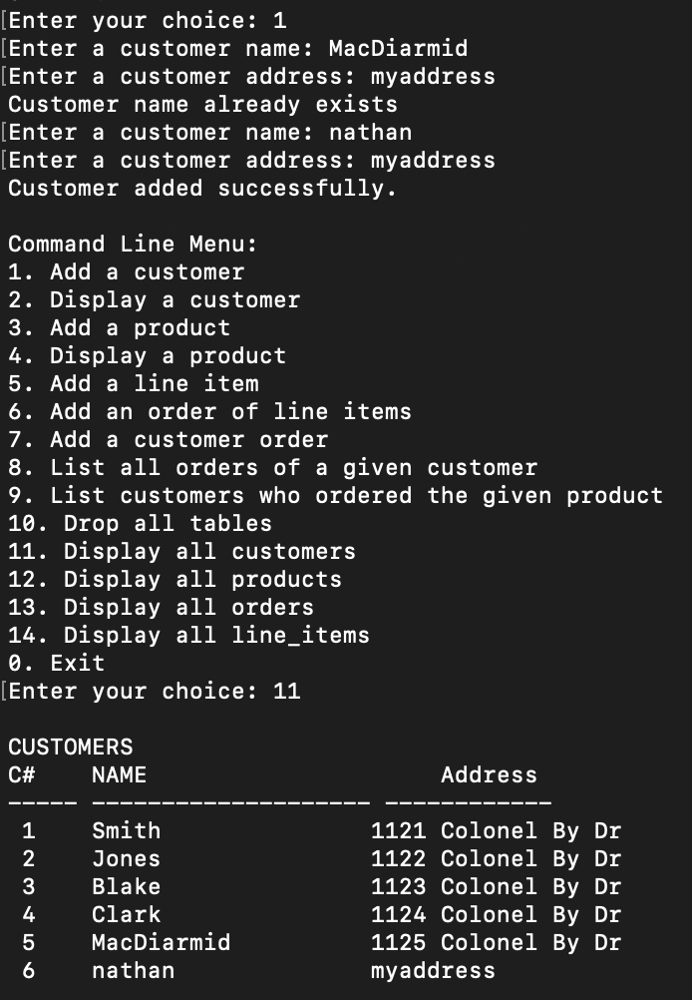 [Enter your choice: 1
[Enter a customer name: MacDiarmid
[Enter a customer address: myaddress
Customer name already exists
[Enter a customer name: nathan
[Enter a customer address: myaddress
Customer added successfully.

Command Line Menu:
1. Add a customer
2. Display a customer
3. Add a product
4. Display a product
5. Add a line item
6. Add an order of line items
7. Add a customer order
8. List all orders of a given customer
9. List customers who ordered the given product
10. Drop all tables
11. Display all customers
12. Display all products
13. Display all orders
14. Display all line_items
0. Exit
[Enter your choice: 11

CUSTOMERS
C#    NAME                     Address
----- -------------------- ------------
 1    Smith               1121 Colonel By Dr
 2    Jones               1122 Colonel By Dr
 3    Blake               1123 Colonel By Dr
 4    Clark               1124 Colonel By Dr
 5    MacDiarmid          1125 Colonel By Dr
 6    nathan              myaddress